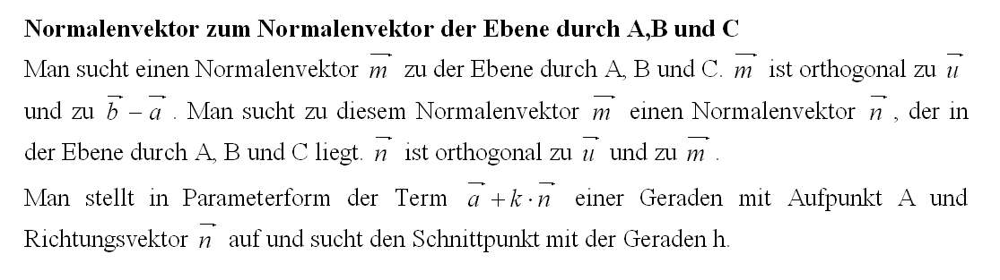 Normalenvektor zum Normalenvektor der Ebene durch A,B und C
Man sucht einen Normalenvektor $\vec{m}$ zu der Ebene durch A, B und C. $\vec{m}$ ist orthogonal zu $\vec{u}$
und zu $\vec{b} - \vec{a}$ . Man sucht zu diesem Normalenvektor $\vec{m}$ einen Normalenvektor $\vec{n}$ , der in
der Ebene durch A, B und C liegt. $\vec{n}$ ist orthogonal zu $\vec{u}$ und zu $\vec{m}$ .
Man stellt in Parameterform der Term $\vec{a} + k \cdot \vec{n}$ einer Geraden mit Aufpunkt A und
Richtungsvektor $\vec{n}$ auf und sucht den Schnittpunkt mit der Geraden h.